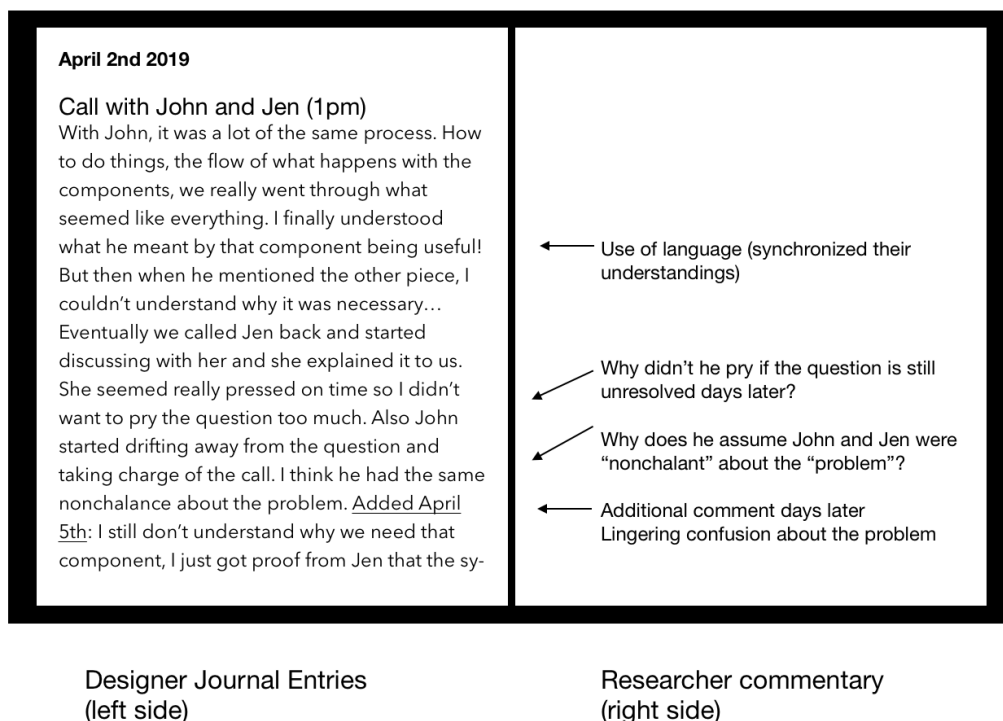 April 2nd 2019
Call with John and Jen (1pm)
With John, it was a lot of the same process. How
to do things, the flow of what happens with the
components, we really went through what
seemed like everything. I finally understood
what he meant by that component being useful!
But then when he mentioned the other piece, I
couldn't understand why it was necessary…
Eventually we called Jen back and started
discussing with her and she explained it to us.
She seemed really pressed on time so I didn't
want to pry the question too much. Also John
started drifting away from the question and
taking charge of the call. I think he had the same
nonchalance about the problem. Added April
5th: I still don't understand why we need that
component, I just got proof from Jen that the sy-
Use of language (synchronized their
understandings)
Why didn't he pry if the question is still
unresolved days later?
Why does he assume John and Jen were
“nonchalant” about the “problem”?
Additional comment days later
Lingering confusion about the problem
Designer Journal Entries
(left side)
Researcher commentary
(right side)